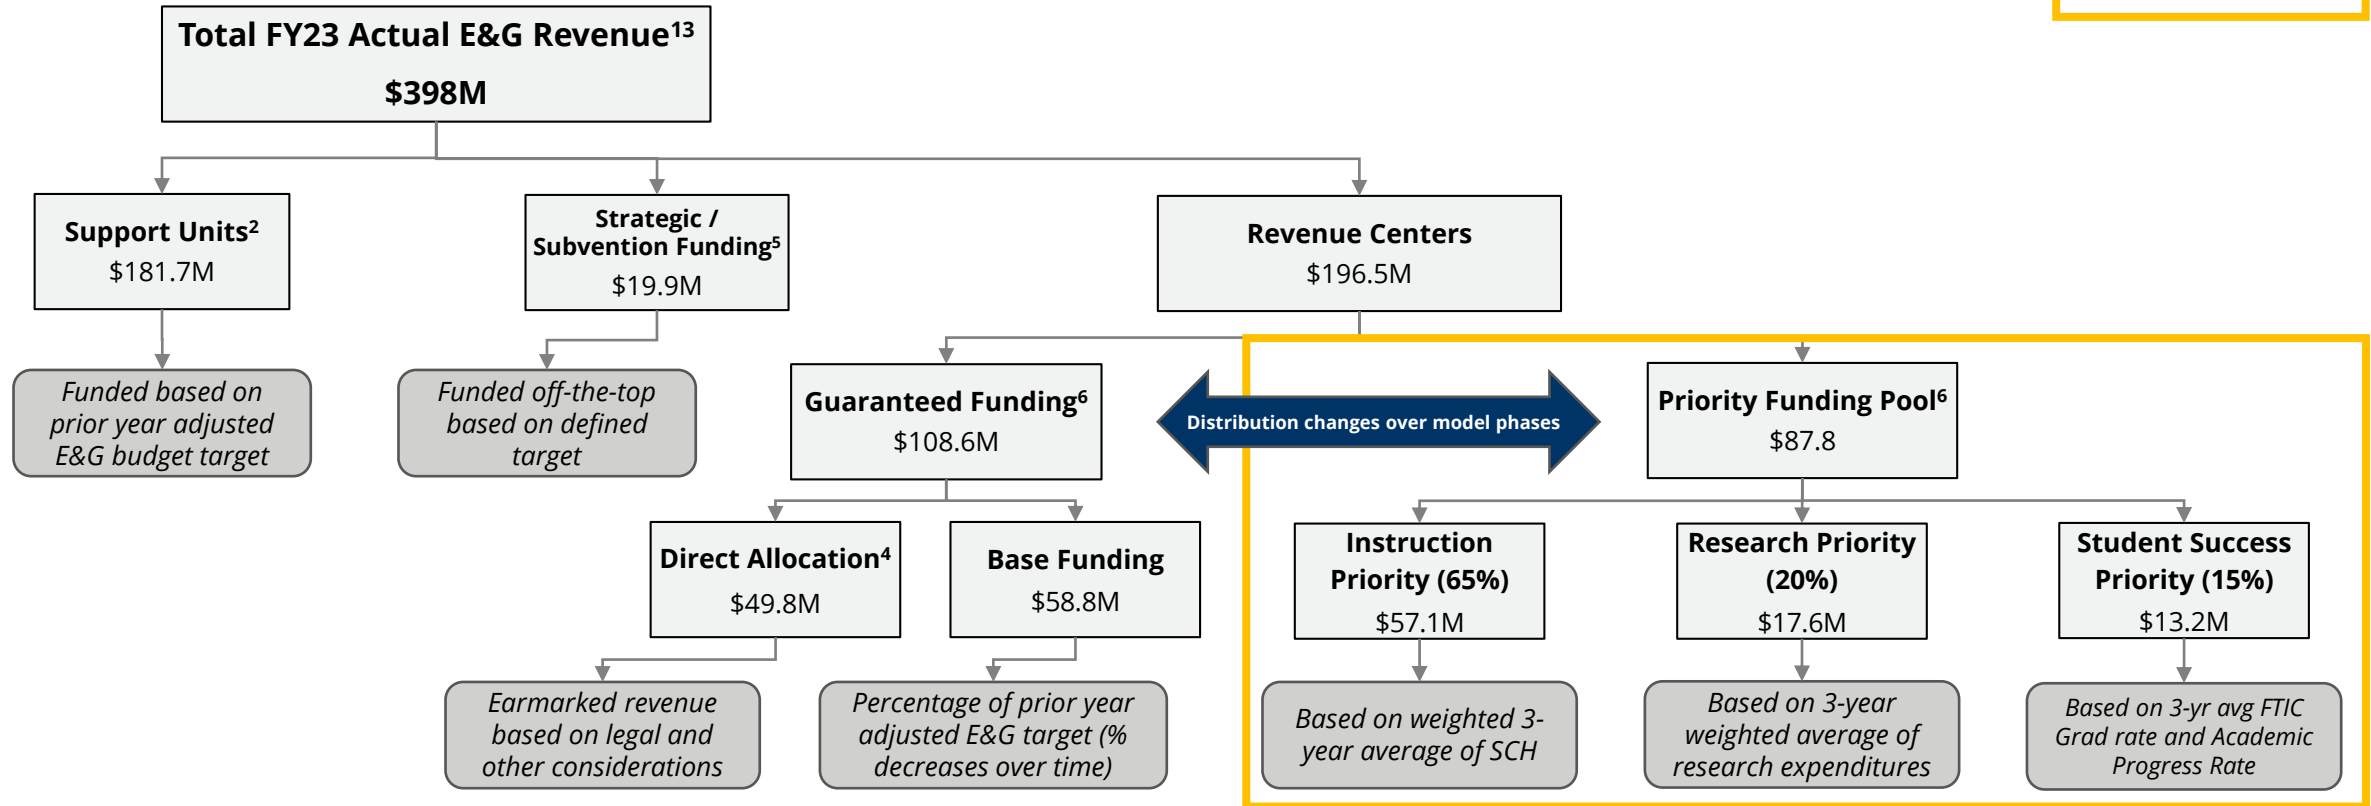 Total FY23 Actual E&G Revenue¹³
$398M
Support Units²
$181.7M
Strategic /
Subvention Funding⁵
$19.9M
Revenue Centers
$196.5M
Funded based on
prior year adjusted
E&G budget target
Funded off-the-top
based on defined
target
Guaranteed Funding⁶
$108.6M
Distribution changes over model phases
Priority Funding Pool⁶
$87.8
Direct Allocation⁴
$49.8M
Base Funding
$58.8M
Instruction
Priority (65%)
$57.1M
Research Priority
(20%)
$17.6M
Student Success
Priority (15%)
$13.2M
Earmarked revenue
based on legal and
other considerations
Percentage of prior year
adjusted E&G target (%
decreases over time)
Based on weighted 3-
year average of SCH
Based on 3-year
weighted average of
research expenditures
Based on 3-yr avg FTIC
Grad rate and Academic
Progress Rate